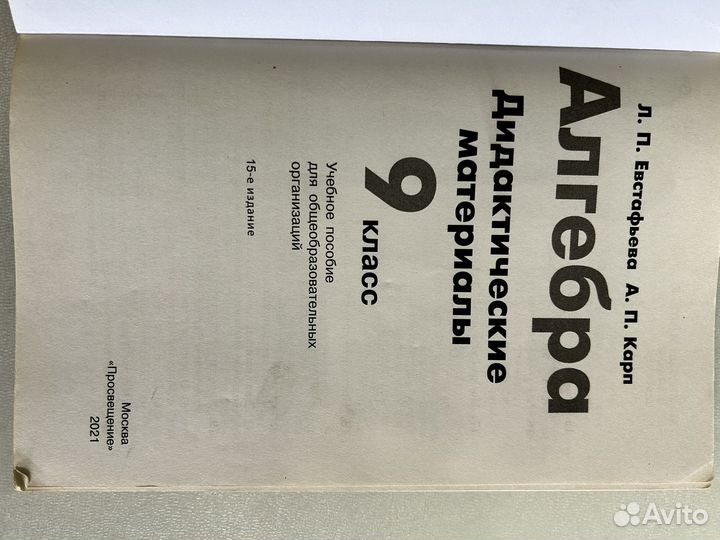 Л. П. Евстафьева А. П. Карп
Алгебра
Дидактические
материалы
9 класс
Учебное пособие
для общеобразовательных
организаций
15-е издание
Москва
«Просвещение»
2021
Avito